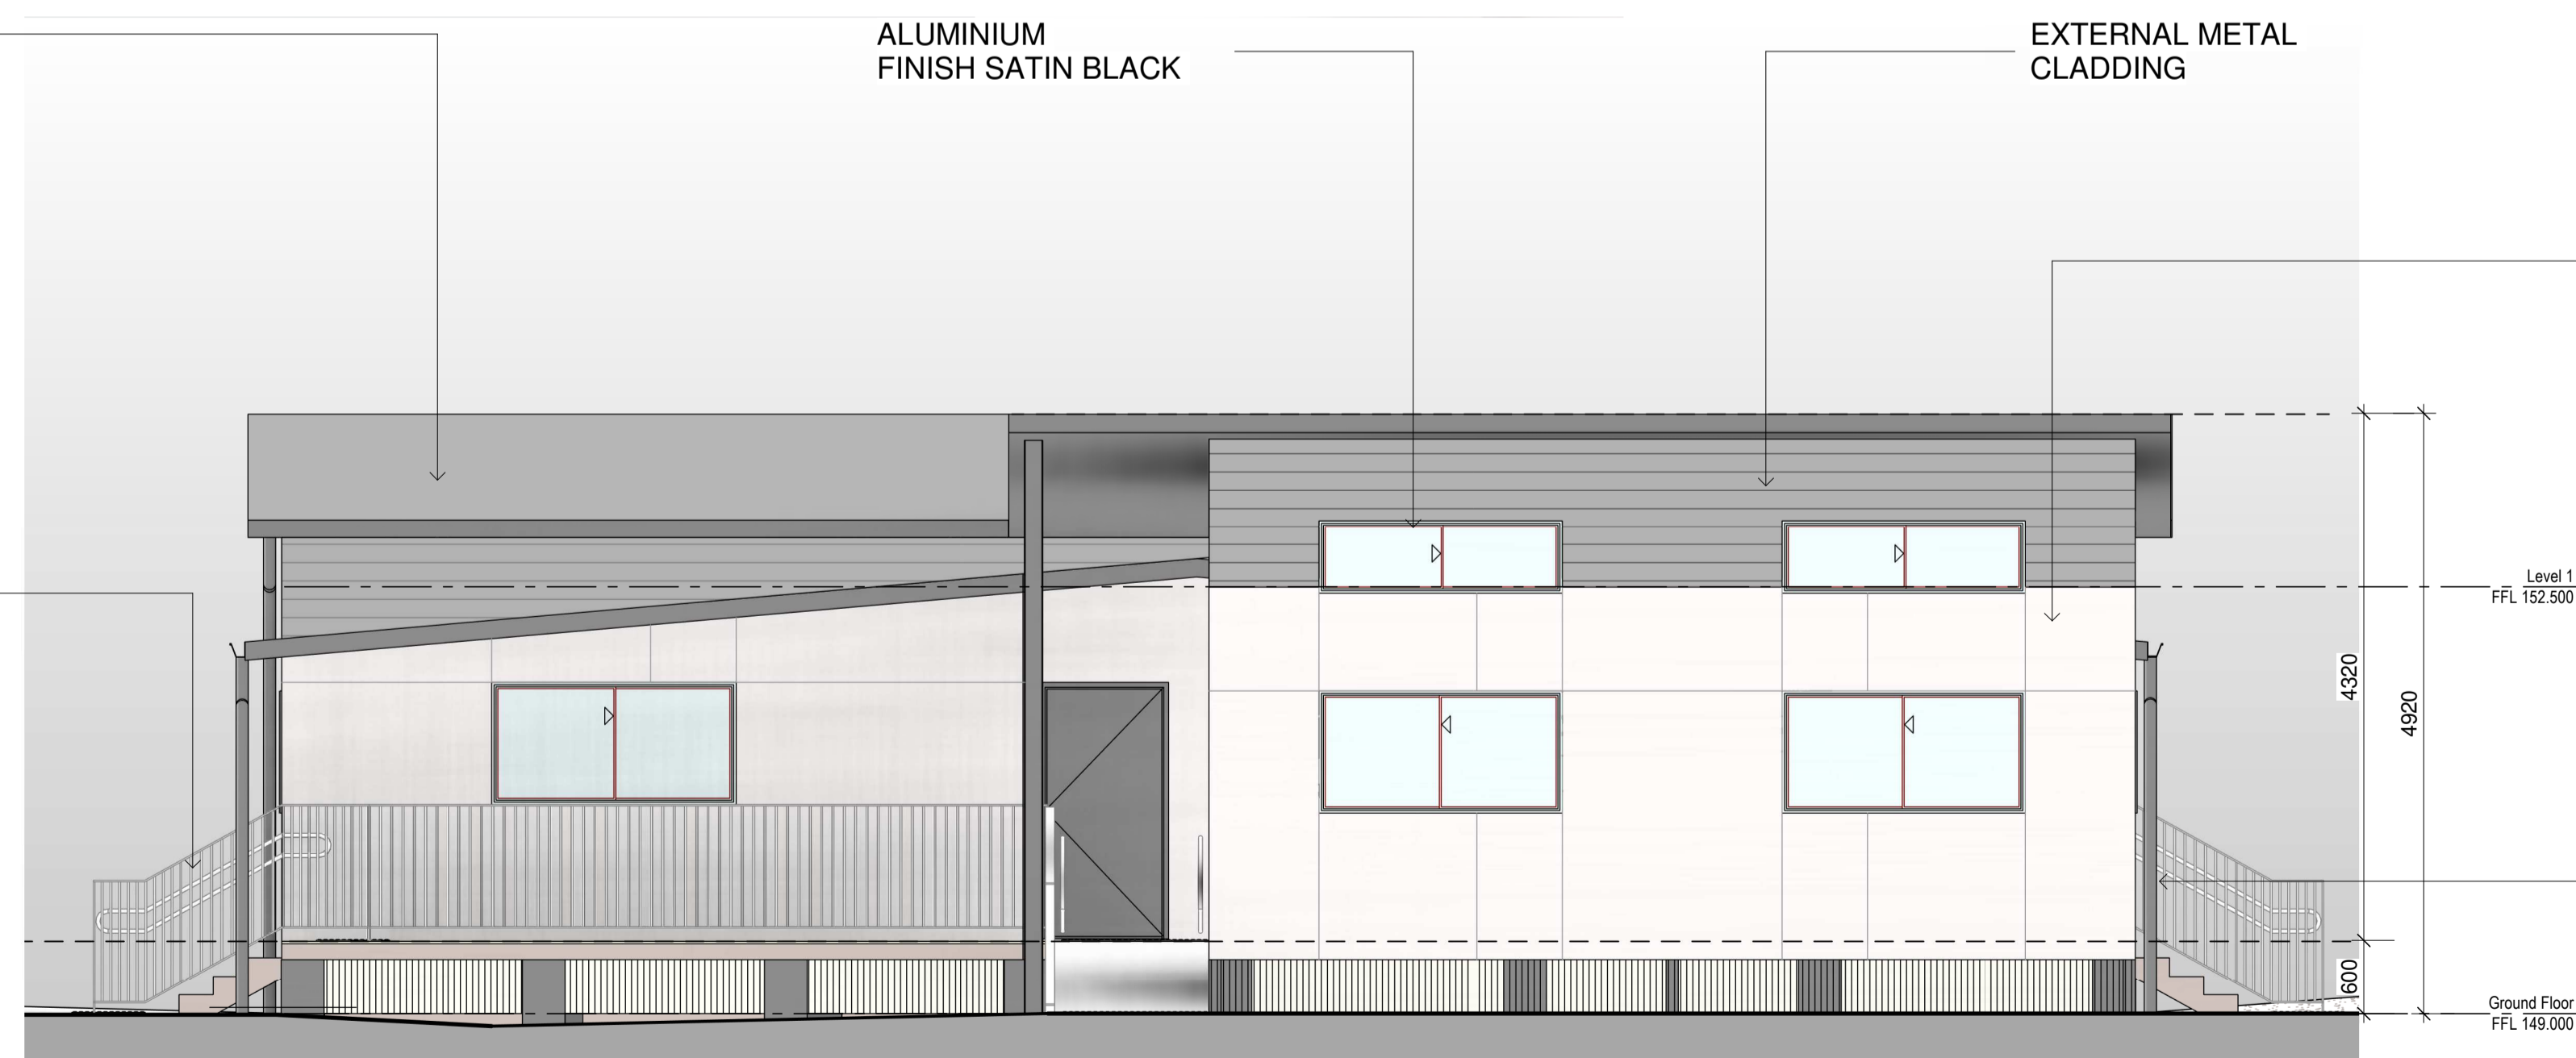 ALUMINIUM
FINISH SATIN BLACK
EXTERNAL METAL
CLADDING
Level 1
FFL 152.500
4320
4920
600
Ground Floor
FFL 149.000